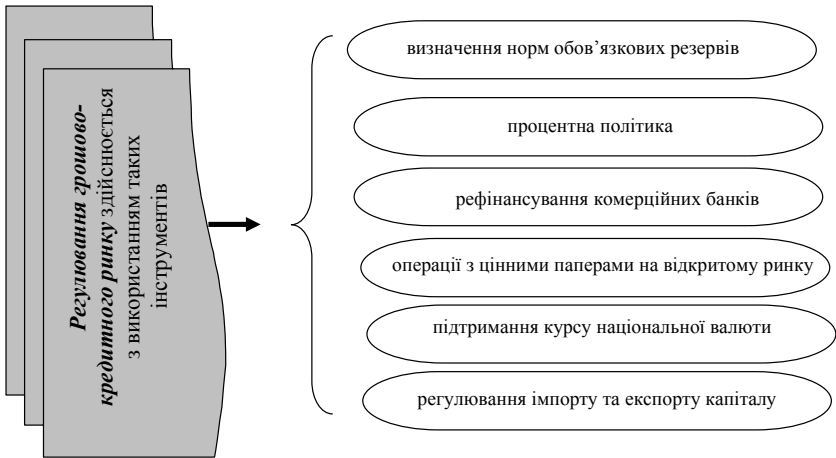 Регулювання грошово-
кредитного ринку здійснюється
з використанням таких
інструментів
визначення норм обов’язкових резервів
процентна політика
рефінансування комерційних банків
операції з цінними паперами на відкритому ринку
підтримання курсу національної валюти
регулювання імпорту та експорту капіталу